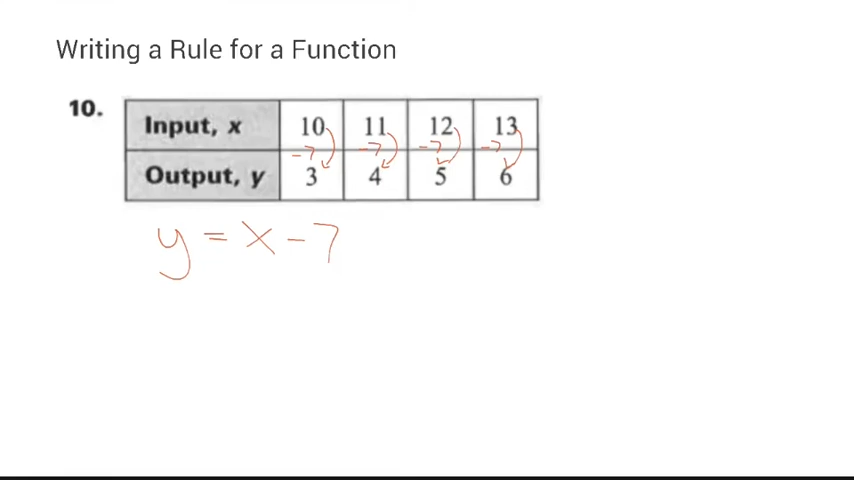 Writing a Rule for a Function
10.
Input, x 10 11 12 13
-7 -7 -7 -7
Output, y 3 4 5 6
y = x - 7